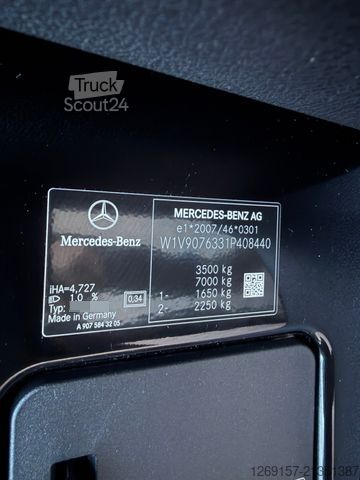 Truck
Scout24
MERCEDES-BENZ AG
e1*2007/46*0301
W1V9076331P408440
Mercedes-Benz
3500 kg
7000 kg
1- 1650 kg
2- 2250 kg
iHA=4,727
1.0 %
0,34
Typ:
Made in Germany
A 907 584 32 05